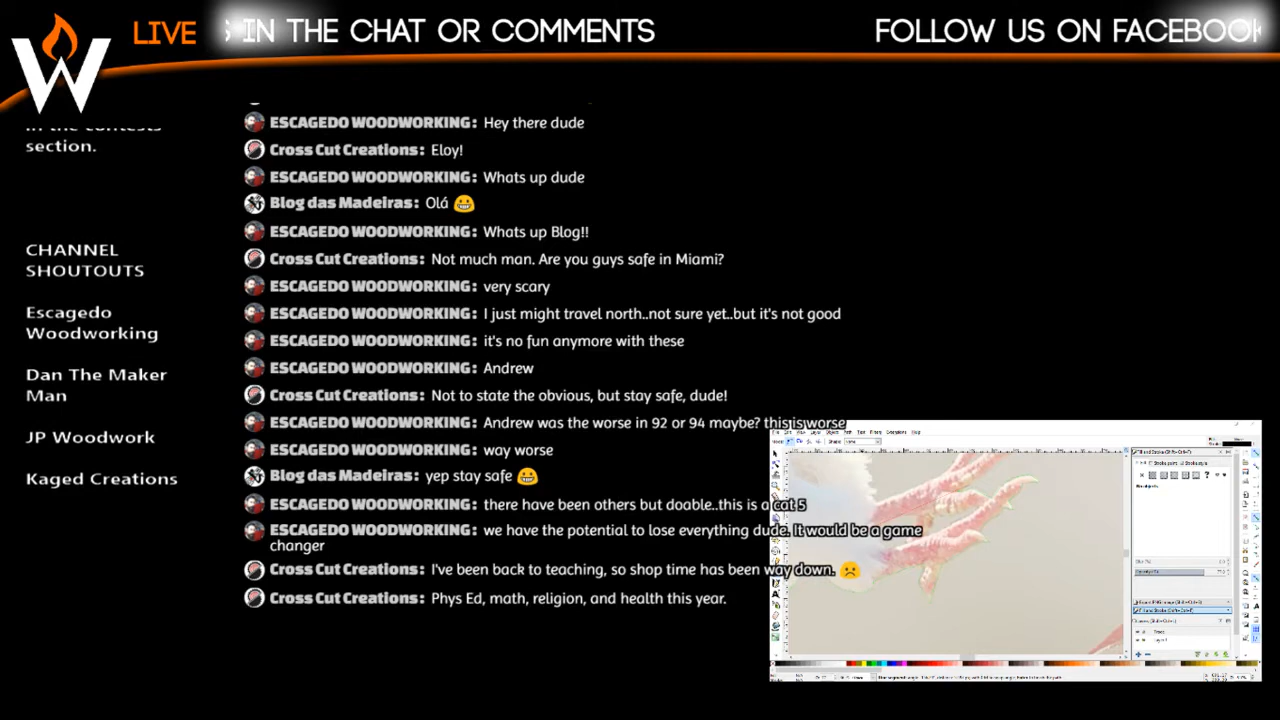 LIVE
IN THE CHAT OR COMMENTS
FOLLOW US ON FACEBOOK
W
section.
CHANNEL
SHOUTOUTS
Escagedo
Woodworking
Dan The Maker
Man
JP Woodwork
Kaged Creations
ESCAGEDO WOODWORKING: Hey there dude
Cross Cut Creations: Eloy!
ESCAGEDO WOODWORKING: Whats up dude
Blog das Madeiras: Olá 😀
ESCAGEDO WOODWORKING: Whats up Blog!!
Cross Cut Creations: Not much man. Are you guys safe in Miami?
ESCAGEDO WOODWORKING: very scary
ESCAGEDO WOODWORKING: I just might travel north..not sure yet..but it's not good
ESCAGEDO WOODWORKING: it's no fun anymore with these
ESCAGEDO WOODWORKING: Andrew
Cross Cut Creations: Not to state the obvious, but stay safe, dude!
ESCAGEDO WOODWORKING: Andrew was the worse in 92 or 94 maybe? this is worse
ESCAGEDO WOODWORKING: way worse
Blog das Madeiras: yep stay safe 😀
ESCAGEDO WOODWORKING: there have been others but doable..this is a cat 5
ESCAGEDO WOODWORKING: we have the potential to lose everything dude. It would be a game
changer
Cross Cut Creations: I've been back to teaching, so shop time has been way down. ☹️
Cross Cut Creations: Phys Ed, math, religion, and health this year.